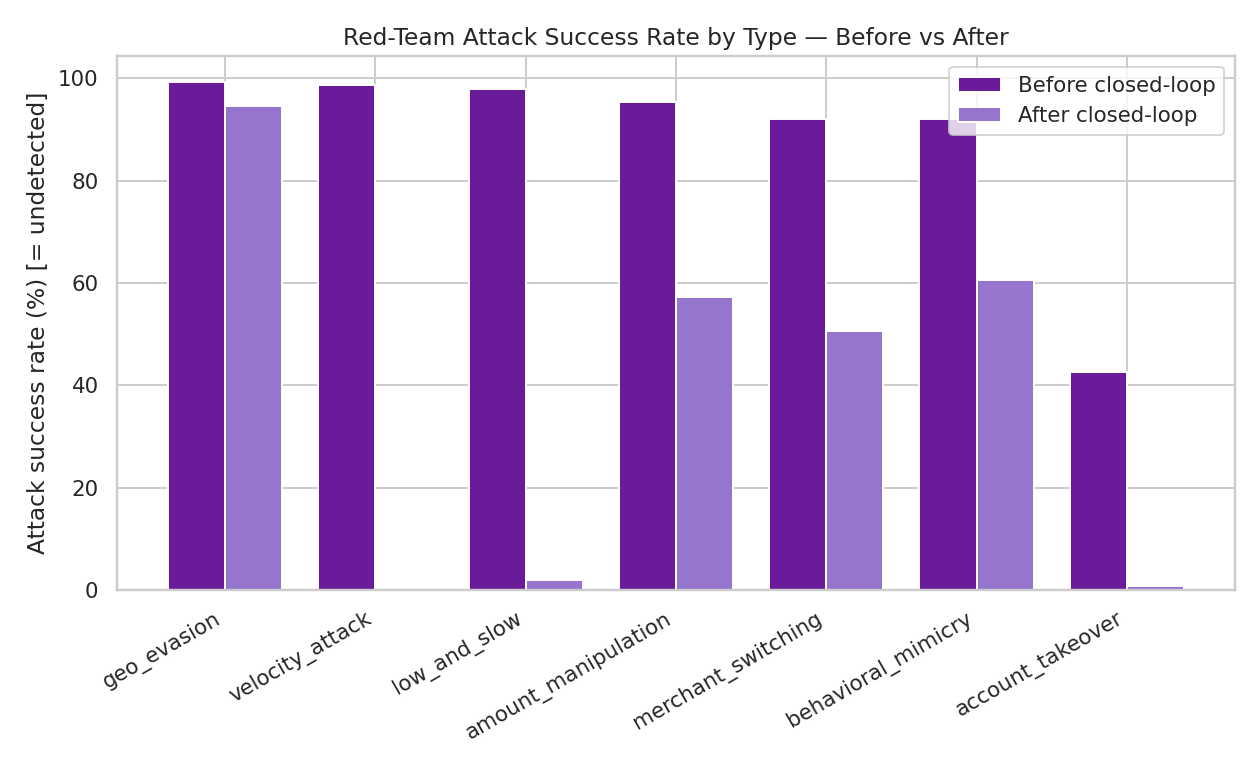 Red-Team Attack Success Rate by Type — Before vs After
Before closed-loop
After closed-loop
Attack success rate (%) [= undetected]
100
80
60
40
20
0
geo_evasion
velocity_attack
low_and_slow
amount_manipulation
merchant_switching
behavioral_mimicry
account_takeover